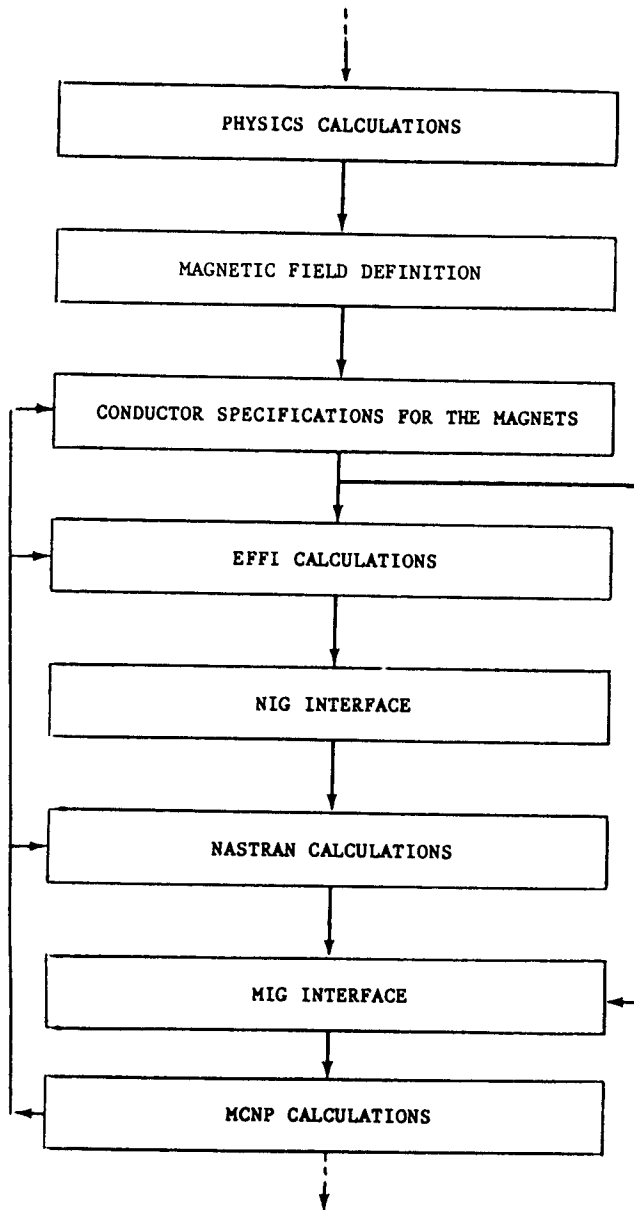 PHYSICS CALCULATIONS
MAGNETIC FIELD DEFINITION
CONDUCTOR SPECIFICATIONS FOR THE MAGNETS
EFFI CALCULATIONS
NIG INTERFACE
NASTRAN CALCULATIONS
MIG INTERFACE
MCNP CALCULATIONS